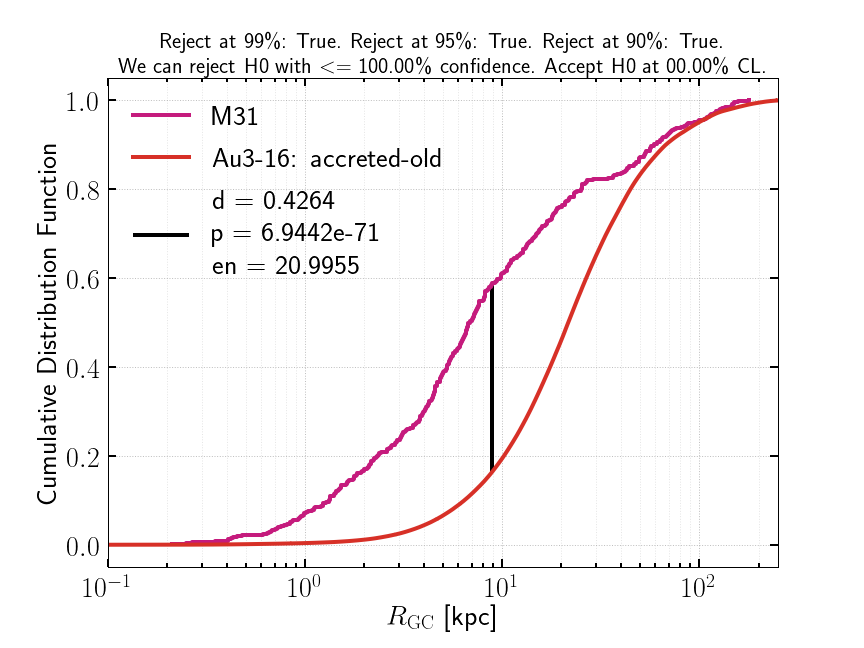 Reject at 99%: True. Reject at 95%: True. Reject at 90%: True.
We can reject H0 with <= 100.00% confidence. Accept H0 at 00.00% CL.
M31
Au3-16: accreted-old
d = 0.4264
p = 6.9442e-71
en = 20.9955
Cumulative Distribution Function
1.0
0.8
0.6
0.4
0.2
0.0
10⁻¹ 10⁰ 10¹ 10²
R_GC [kpc]